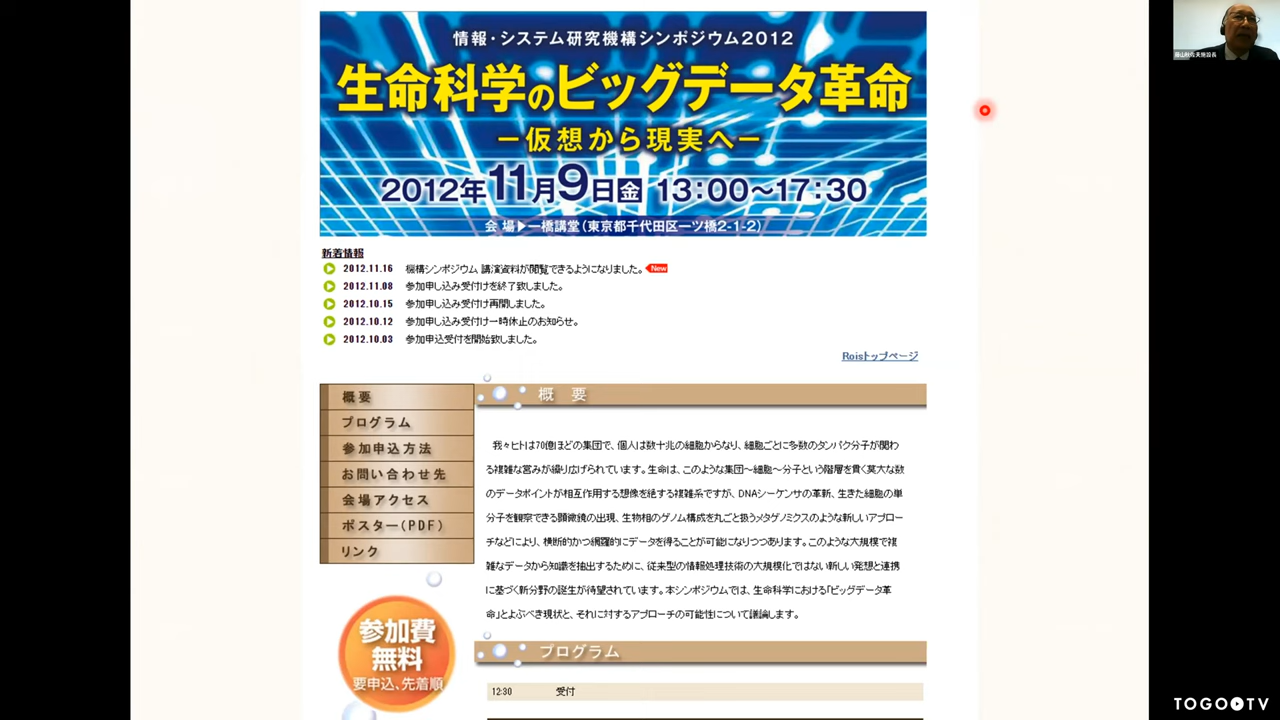 情報・システム研究機構シンポジウム2012
生命科学のビッグデータ革命
－仮想から現実へ－
2012年11月9日金 13:00～17:30
会 場▶一橋講堂(東京都千代田区一ツ橋2-1-2)
新着情報
2012.11.16 機構シンポジウム 講演資料が閲覧できるようになりました。 New
2012.11.08 参加申し込み受付けを終了致しました。
2012.10.15 参加申し込み受付け再開しました。
2012.10.12 参加申し込み受付け一時休止のお知らせ。
2012.10.03 参加申込受付を開始致しました。
Roisトップページ
概要
プログラム
参加申込方法
お問い合わせ先
会場アクセス
ポスター(PDF)
リンク
参加費
無料
要申込、先着順
概 要
我々ヒトは70億ほどの集団で、個人は数十兆の細胞からなり、細胞ごとに多数のタンパク分子が関わ
る複雑な営みが繰り広げられています。生命は、このような集団～細胞～分子という階層を貫く莫大な数
のデータポイントが相互作用する想像を絶する複雑系ですが、DNAシーケンサの革新、生きた細胞の単
分子を観察できる顕微鏡の出現、生物相のゲノム構成を丸ごと扱うメタゲノミクスのような新しいアプロー
チなどにより、横断的かつ網羅的にデータを得ることが可能になりつつあります。このような大規模で複
雑なデータから知識を抽出するために、従来型の情報処理技術の大規模化ではない新しい発想と連携
に基づく新分野の誕生が待望されています。本シンポジウムでは、生命科学における「ビッグデータ革
命」とよぶべき現状と、それに対するアプローチの可能性について議論します。
プログラム
12:30 受付
TOGO TV